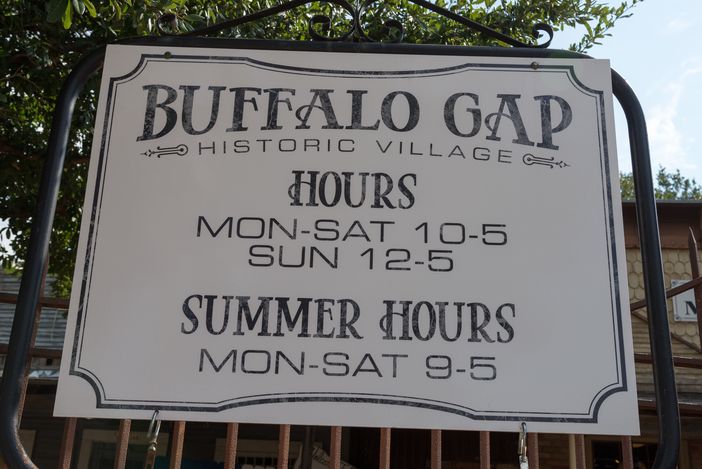 BUFFALO GAP
HISTORIC VILLAGE
HOURS
MON-SAT 10-5
SUN 12-5
SUMMER HOURS
MON-SAT 9-5